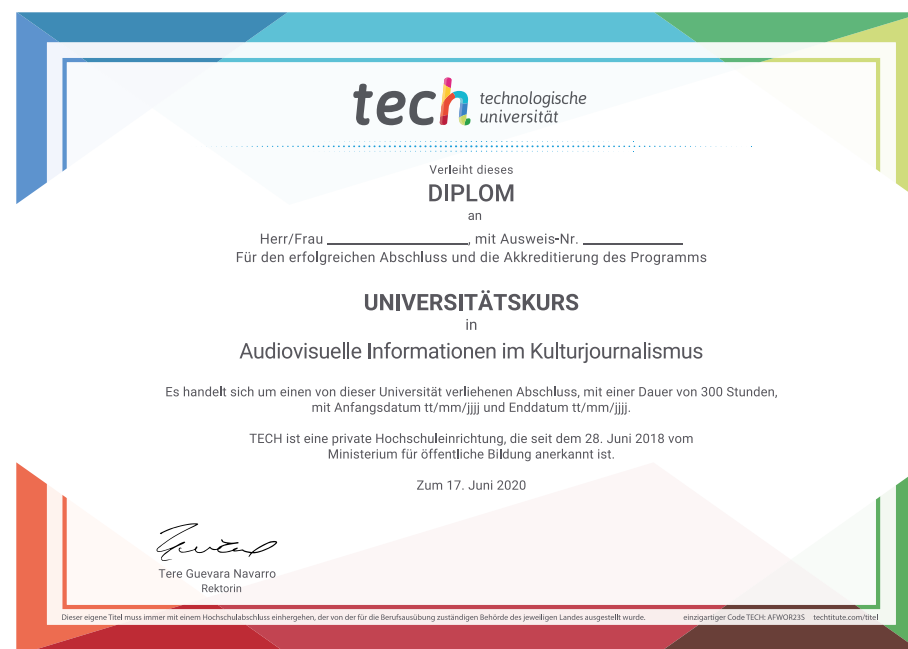 tech technologische
universität
Verleiht dieses
DIPLOM
an
Herr/Frau ____________________, mit Ausweis-Nr. ______________
Für den erfolgreichen Abschluss und die Akkreditierung des Programms
UNIVERSITÄTSKURS
in
Audiovisuelle Informationen im Kulturjournalismus
Es handelt sich um einen von dieser Universität verliehenen Abschluss, mit einer Dauer von 300 Stunden,
mit Anfangsdatum tt/mm/jjjj und Enddatum tt/mm/jjjj.
TECH ist eine private Hochschuleinrichtung, die seit dem 28. Juni 2018 vom
Ministerium für öffentliche Bildung anerkannt ist.
Zum 17. Juni 2020
Tere Guevara Navarro
Rektorin
Dieser eigene Titel muss immer mit einem Hochschulabschluss einhergehen, der von der für die Berufsausübung zuständigen Behörde des jeweiligen Landes ausgestellt wurde. einzigartiger Code TECH: AFWOR23S techtitute.com/titel